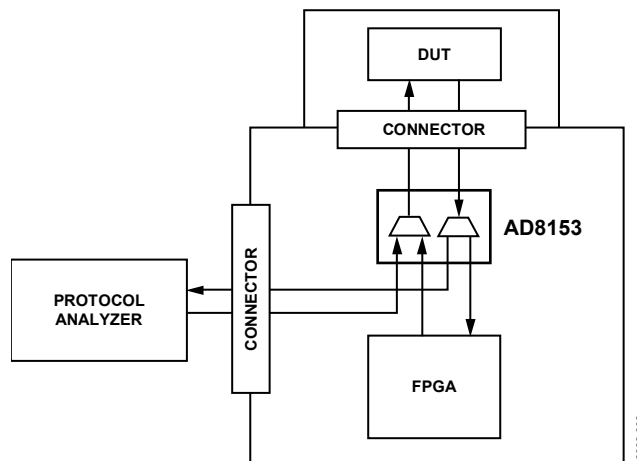 DUT
CONNECTOR
AD8153
CONNECTOR
PROTOCOL
ANALYZER
FPGA